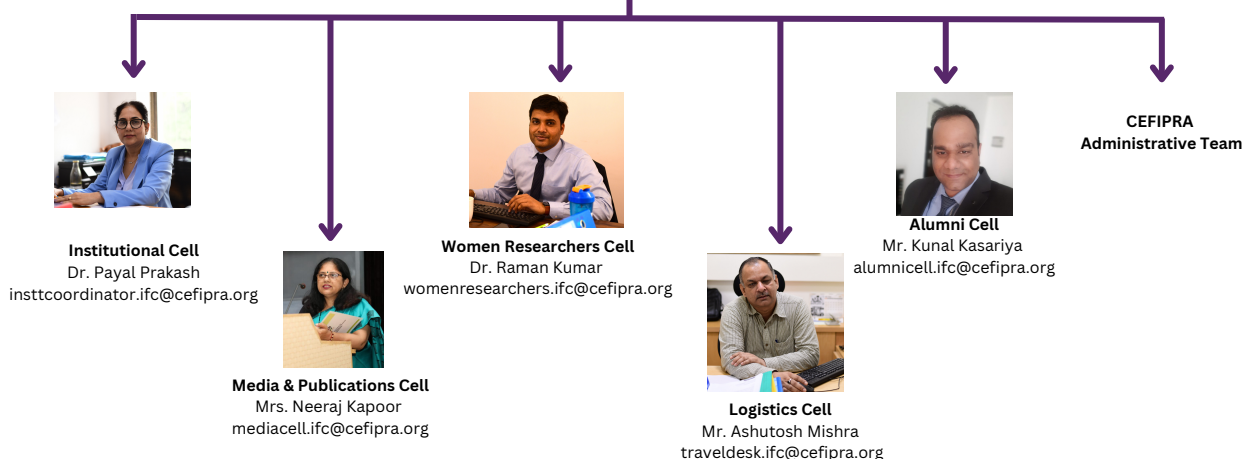 Institutional Cell
Dr. Payal Prakash
insttcoordinator.ifc@cefipra.org
Media & Publications Cell
Mrs. Neeraj Kapoor
mediacell.ifc@cefipra.org
Women Researchers Cell
Dr. Raman Kumar
womenresearchers.ifc@cefipra.org
Logistics Cell
Mr. Ashutosh Mishra
traveldesk.ifc@cefipra.org
Alumni Cell
Mr. Kunal Kasariya
alumnicell.ifc@cefipra.org
CEFIPRA
Administrative Team